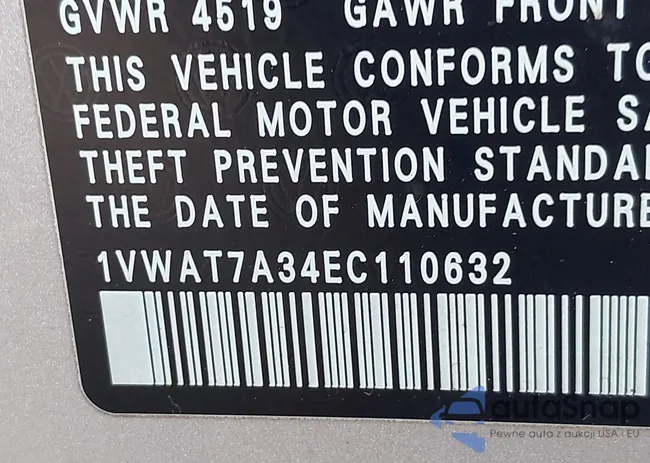 GVWR 4519 GAWR FRONT
THIS VEHICLE CONFORMS TO
FEDERAL MOTOR VEHICLE SA
THEFT PREVENTION STANDA
THE DATE OF MANUFACTURE
1VWAT7A34EC110632
autaSnap
Pewne auta z aukcji USA i EU